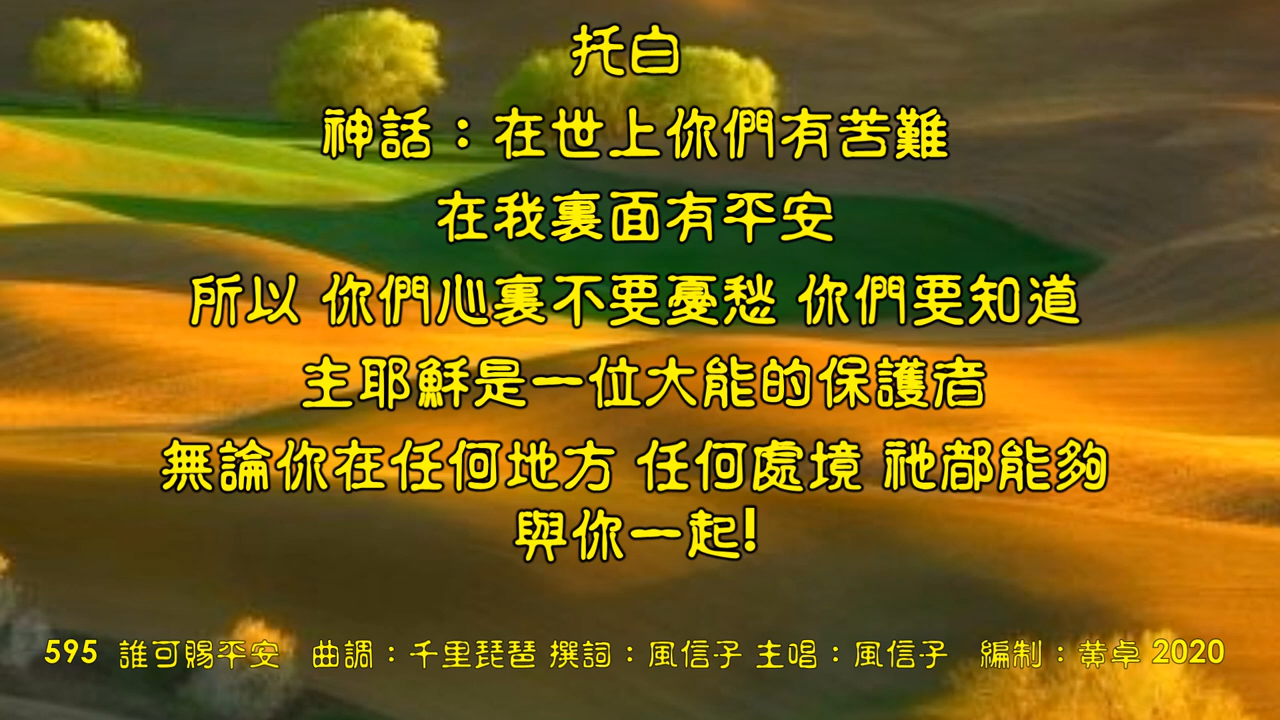 托白
神話：在世上你們有苦難
在我裏面有平安
所以 你們心裏不要憂愁 你們要知道
主耶穌是一位大能的保護者
無論你在任何地方 任何處境 祂都能夠
與你一起!
595 誰可賜平安 曲調：千里琵琶 撰詞：風信子 主唱：風信子 編制：黄卓 2020